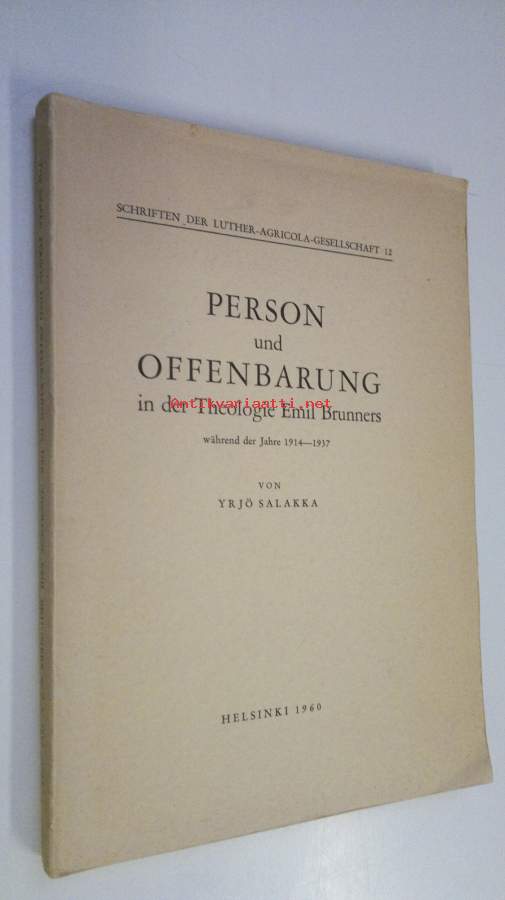 SCHRIFTEN DER LUTHER-AGRICOLA-GESELLSCHAFT 12
PERSON
und
OFFENBARUNG
Antikvariaatti.net
in der Theologie Emil Brunners
während der Jahre 1914—1937
VON
YRJÖ SALAKKA
HELSINKI 1960